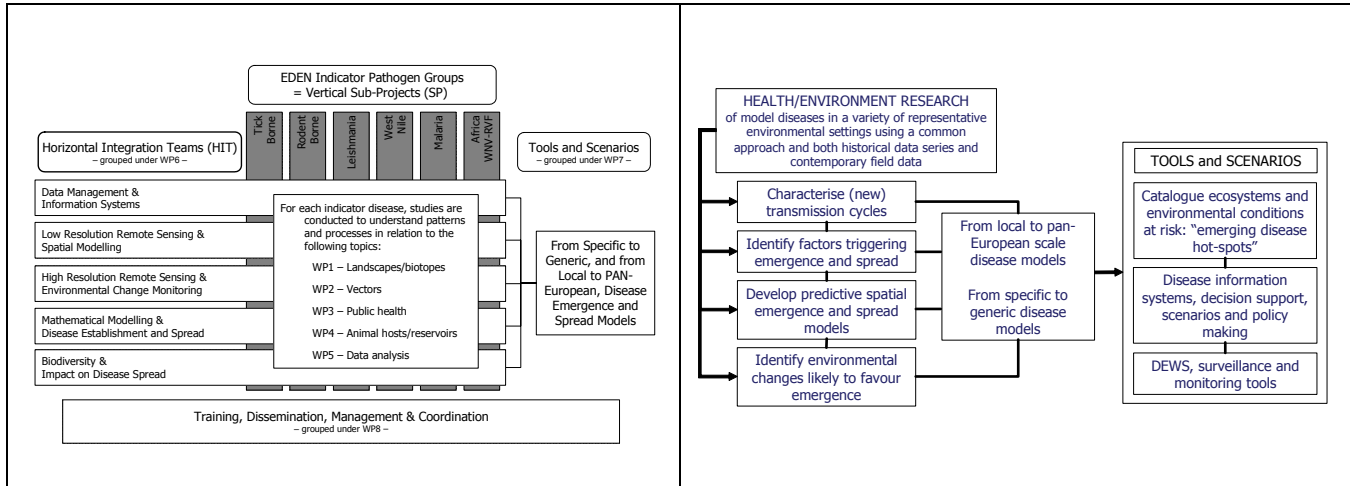 EDEN Indicator Pathogen Groups
= Vertical Sub-Projects (SP)
Tick
Borne
Rodent
Borne
Leishmania
West
Nile
Malaria
Africa
WNV-RVF
Horizontal Integration Teams (HIT)
– grouped under WP6 –
Tools and Scenarios
– grouped under WP7 –
Data Management &
Information Systems
Low Resolution Remote Sensing &
Spatial Modelling
High Resolution Remote Sensing &
Environmental Change Monitoring
Mathematical Modelling &
Disease Establishment and Spread
Biodiversity &
Impact on Disease Spread
For each indicator disease, studies are
conducted to understand patterns
and processes in relation to the
following topics:
WP1 – Landscapes/biotopes
WP2 – Vectors
WP3 – Public health
WP4 – Animal hosts/reservoirs
WP5 – Data analysis
From Specific to
Generic, and from
Local to PAN-
European, Disease
Emergence and
Spread Models
Training, Dissemination, Management & Coordination
– grouped under WP8 –
HEALTH/ENVIRONMENT RESEARCH
of model diseases in a variety of representative
environmental settings using a common
approach and both historical data series and
contemporary field data
Characterise (new)
transmission cycles
Identify factors triggering
emergence and spread
Develop predictive spatial
emergence and spread
models
Identify environmental
changes likely to favour
emergence
From local to pan-
European scale
disease models
From specific to
generic disease
models
TOOLS and SCENARIOS
Catalogue ecosystems and
environmental conditions
at risk: “emerging disease
hot-spots”
Disease information
systems, decision support,
scenarios and policy
making
DEWS, surveillance and
monitoring tools